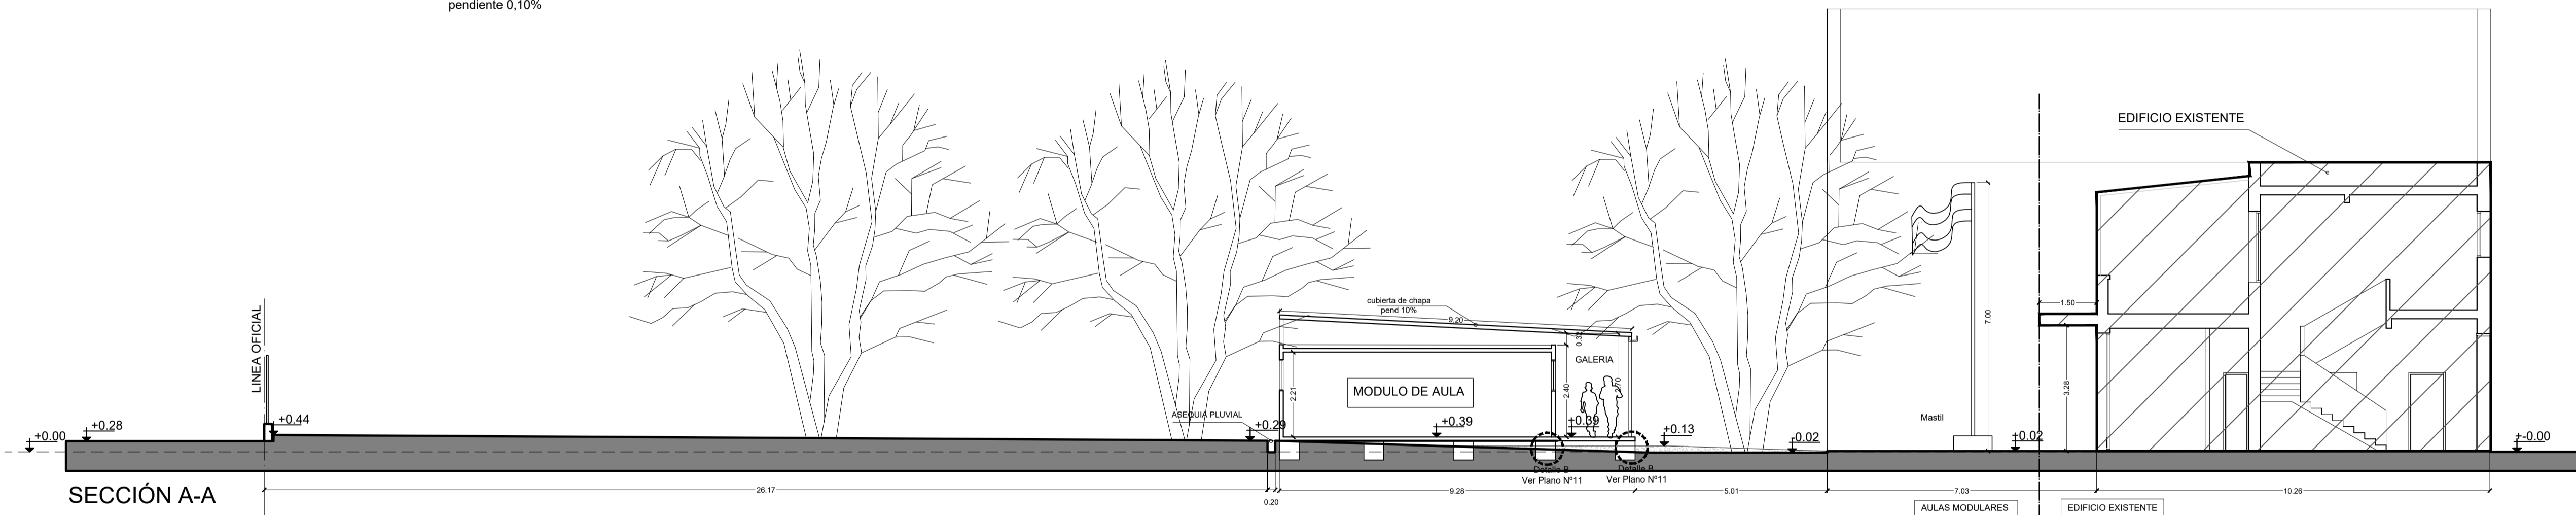 pendiente 0,10%
EDIFICIO EXISTENTE
LINEA OFICIAL
cubierta de chapa
pend 10%
9.20
0.32
GALERIA
1.50
7.00
MODULO DE AULA
2.21
2.40
2.70
3.28
ASEQUIA PLUVIAL
Mastil
+0.00
+0.28
+0.44
+0.29
+0.39
+0.39
+0.13
-0.02
+0.02
+-0.00
Detalle B
Ver Plano Nº11
Detalle B
Ver Plano Nº11
SECCIÓN A-A
26.17
0.20
9.28
5.01
7.03
10.26
AULAS MODULARES
EDIFICIO EXISTENTE